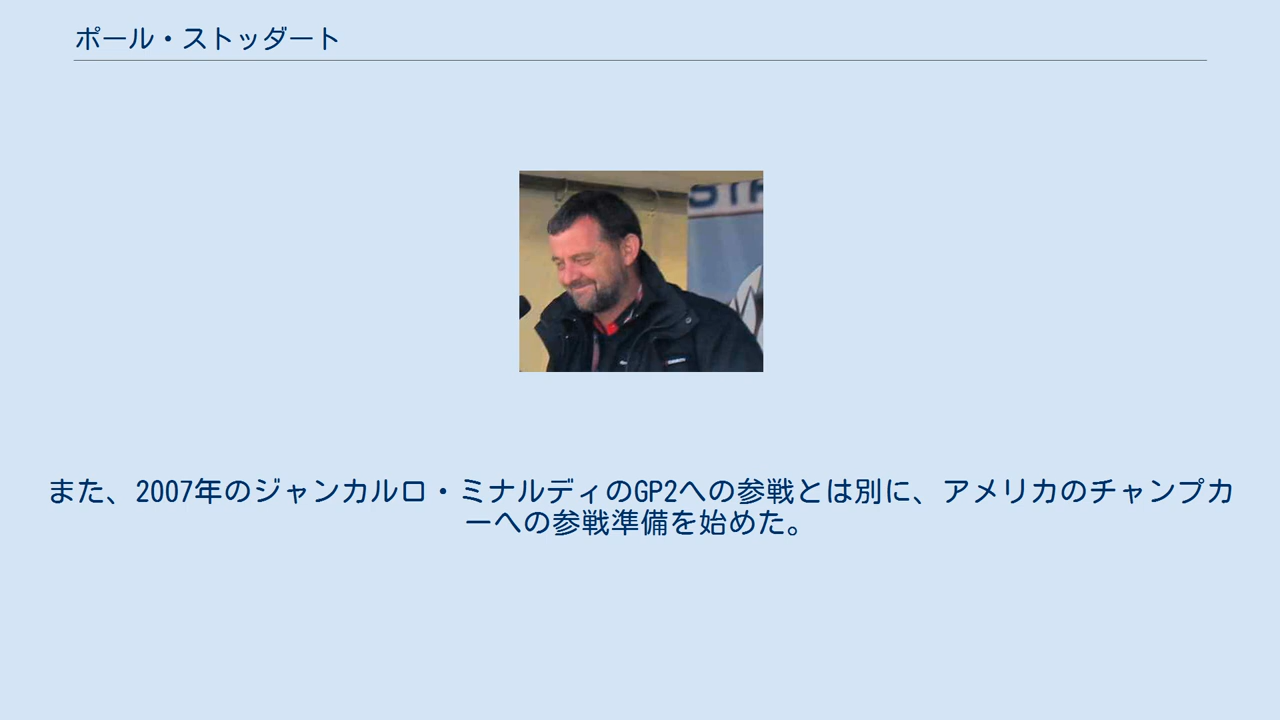 ポール・ストッダート
また、2007年のジャンカルロ・ミナルディのGP2への参戦とは別に、アメリカのチャンプカ
ーへの参戦準備を始めた。